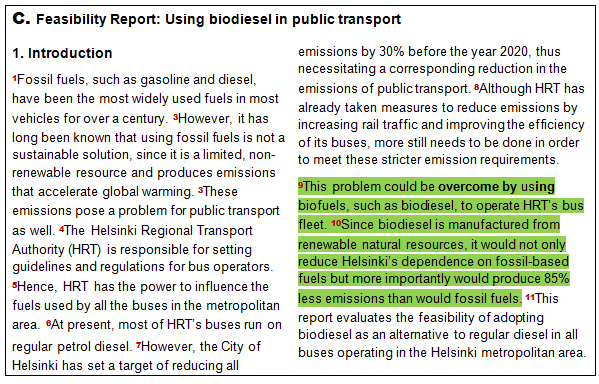 C. Feasibility Report: Using biodiesel in public transport
1. Introduction
1Fossil fuels, such as gasoline and diesel,
have been the most widely used fuels in most
vehicles for over a century. 3However, it has
long been known that using fossil fuels is not a
sustainable solution, since it is a limited, non-
renewable resource and produces emissions
that accelerate global warming. 3These
emissions pose a problem for public transport
as well. 4The Helsinki Regional Transport
Authority (HRT) is responsible for setting
guidelines and regulations for bus operators.
5Hence, HRT has the power to influence the
fuels used by all the buses in the metropolitan
area. 6At present, most of HRT's buses run on
regular petrol diesel. 7However, the City of
Helsinki has set a target of reducing all
emissions by 30% before the year 2020, thus
necessitating a corresponding reduction in the
emissions of public transport. 8Although HRT has
already taken measures to reduce emissions by
increasing rail traffic and improving the efficiency
of its buses, more still needs to be done in order
to meet these stricter emission requirements.
9This problem could be overcome by using
biofuels, such as biodiesel, to operate HRT's bus
fleet. 10Since biodiesel is manufactured from
renewable natural resources, it would not only
reduce Helsinki's dependence on fossil-based
fuels but more importantly would produce 85%
less emissions than would fossil fuels. 11This
report evaluates the feasibility of adopting
biodiesel as an alternative to regular diesel in all
buses operating in the Helsinki metropolitan area.